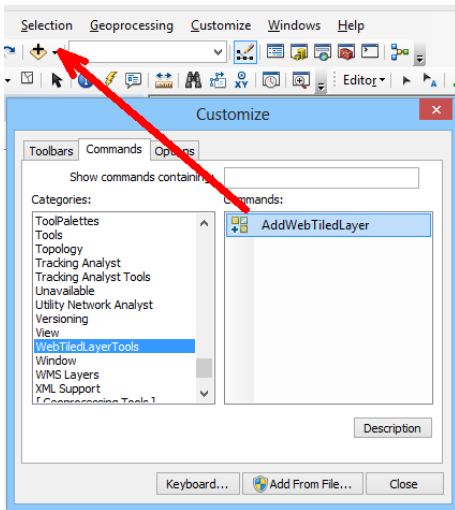 Selection Geoprocessing Customize Windows Help
Editor
Customize
Toolbars Commands Options
Show commands containing:
Categories:
Commands:
ToolPalettes
AddWebTiledLayer
Tools
Topology
Tracking Analyst
Tracking Analyst Tools
Unavailable
Utility Network Analyst
Versioning
View
WebTiledLayerTools
Window
WMS Layers
XML Support
[ Geoprocessing Tools ]
Description
Keyboard... Add From File... Close